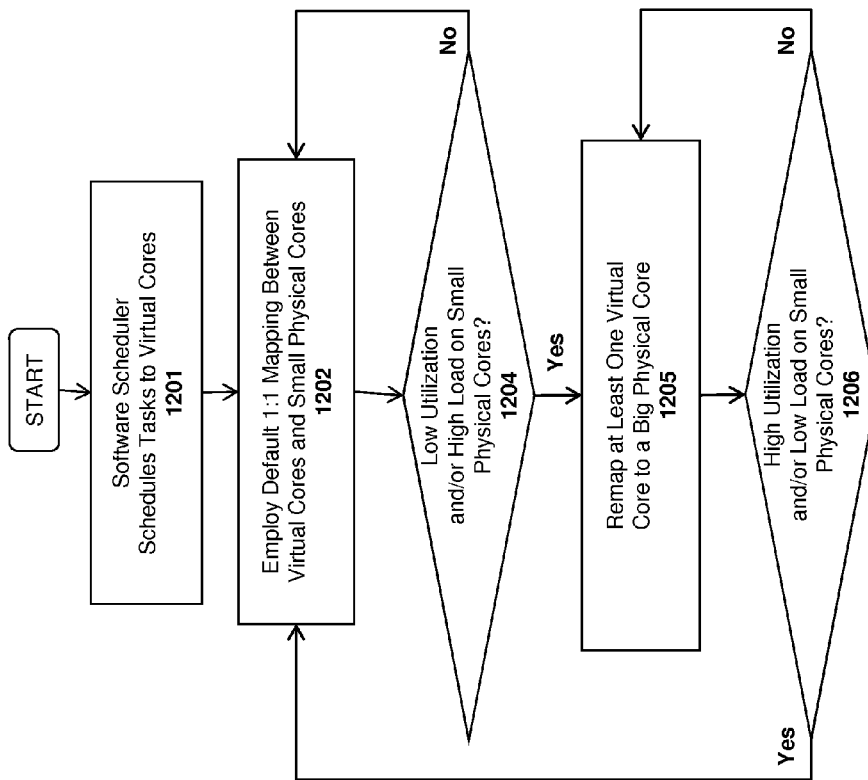 START
Software Scheduler
Schedules Tasks to Virtual Cores
1201
Employ Default 1:1 Mapping Between
Virtual Cores and Small Physical Cores
1202
Low Utilization
and/or High Load on Small
Physical Cores?
1204
No
Yes
Remap at Least One Virtual
Core to a Big Physical Core
1205
High Utilization
and/or Low Load on Small
Physical Cores?
1206
No
Yes